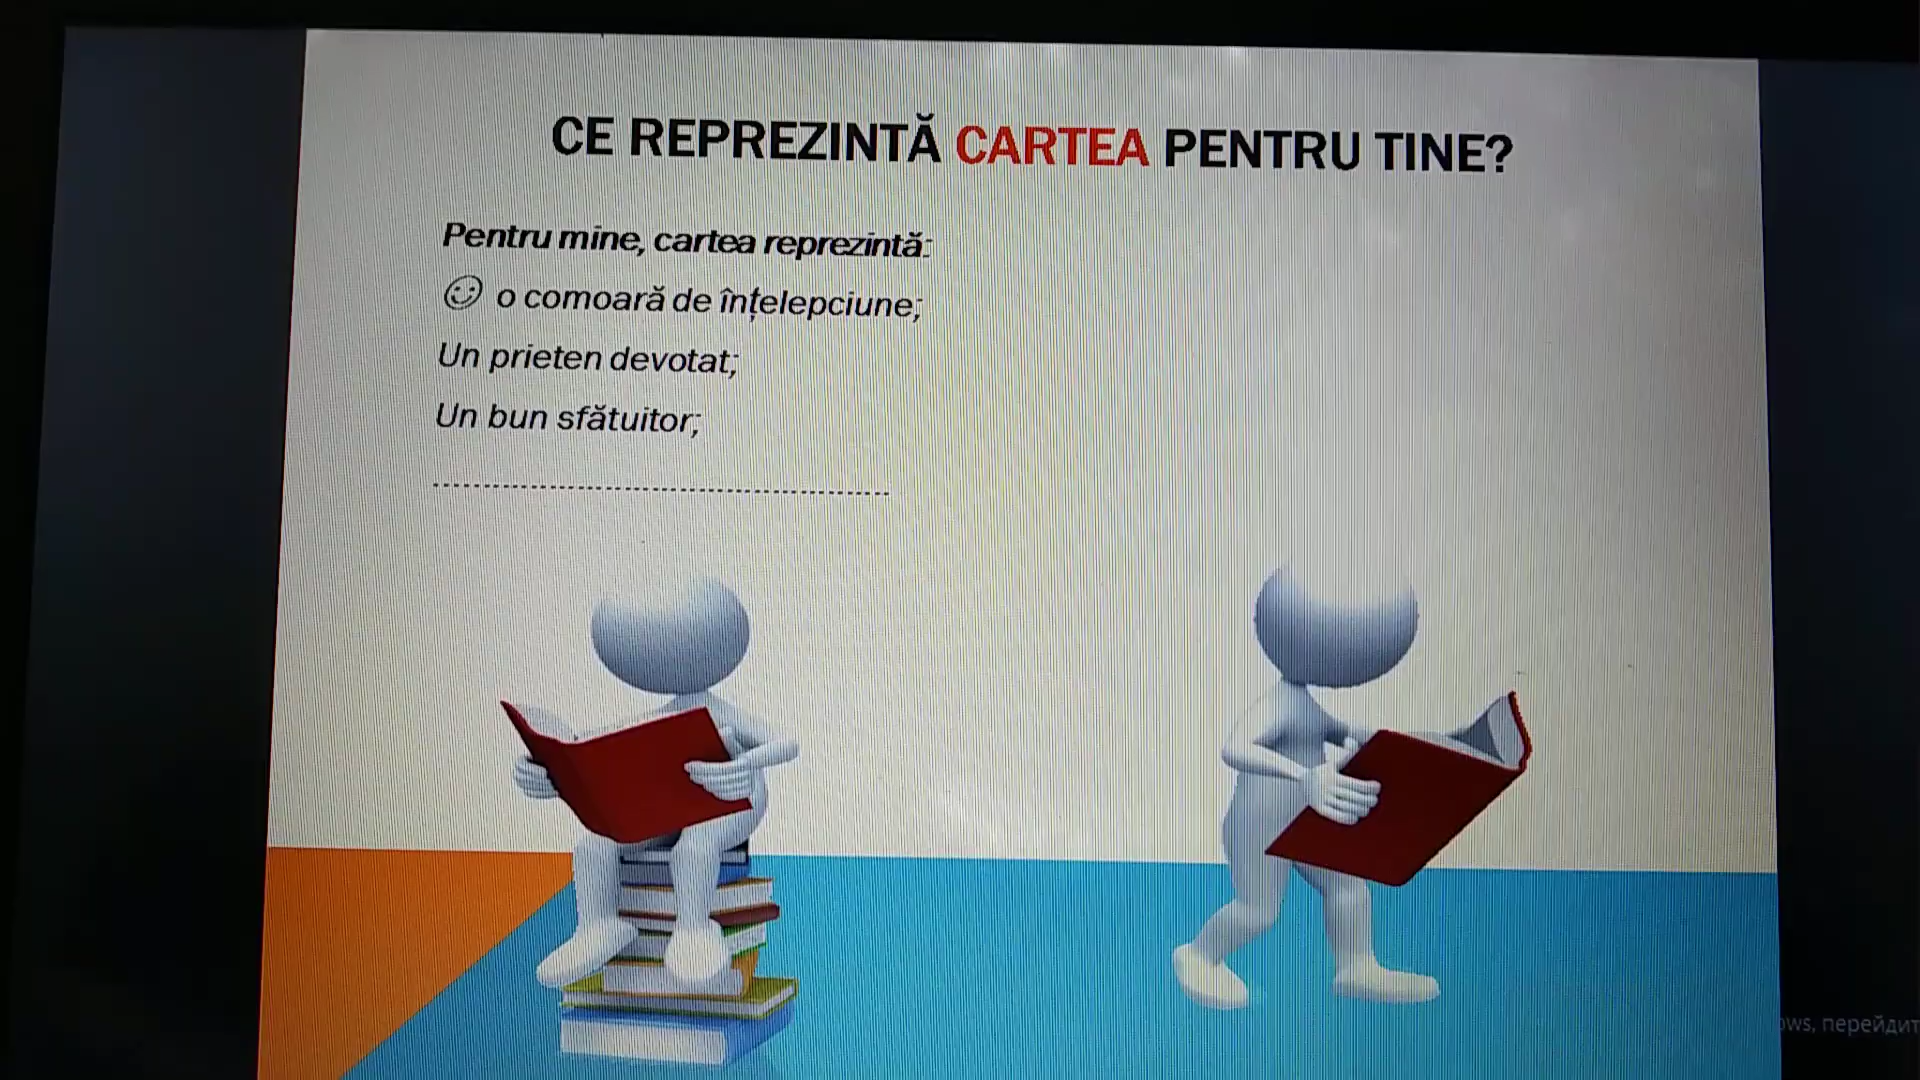 CE REPREZINTĂ CARTEA PENTRU TINE?
Pentru mine, cartea reprezintă:
☺ o comoară de înțelepciune;
Un prieten devotat;
Un bun sfătuitor;
..............................................................
ows, перейдит